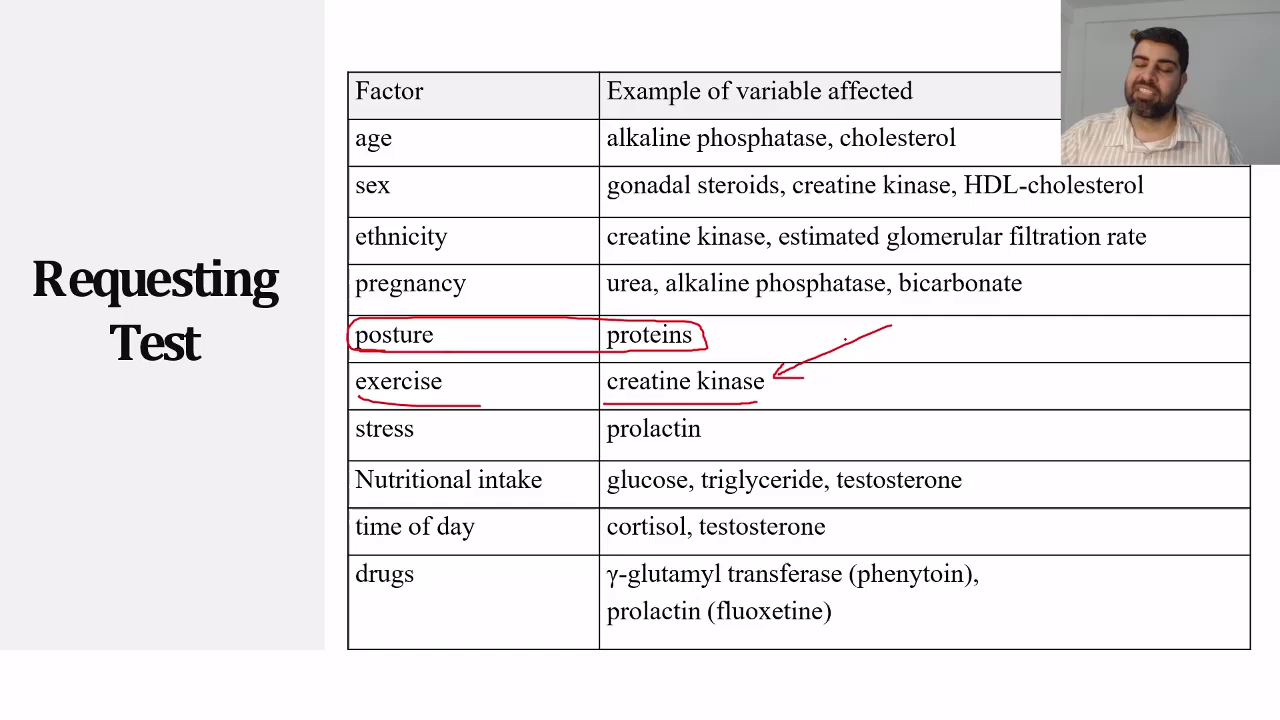 Requesting
Test
Factor
Example of variable affected
age
alkaline phosphatase, cholesterol
sex
gonadal steroids, creatine kinase, HDL-cholesterol
ethnicity
creatine kinase, estimated glomerular filtration rate
pregnancy
urea, alkaline phosphatase, bicarbonate
posture
proteins
exercise
creatine kinase
stress
prolactin
Nutritional intake
glucose, triglyceride, testosterone
time of day
cortisol, testosterone
drugs
γ-glutamyl transferase (phenytoin),
prolactin (fluoxetine)